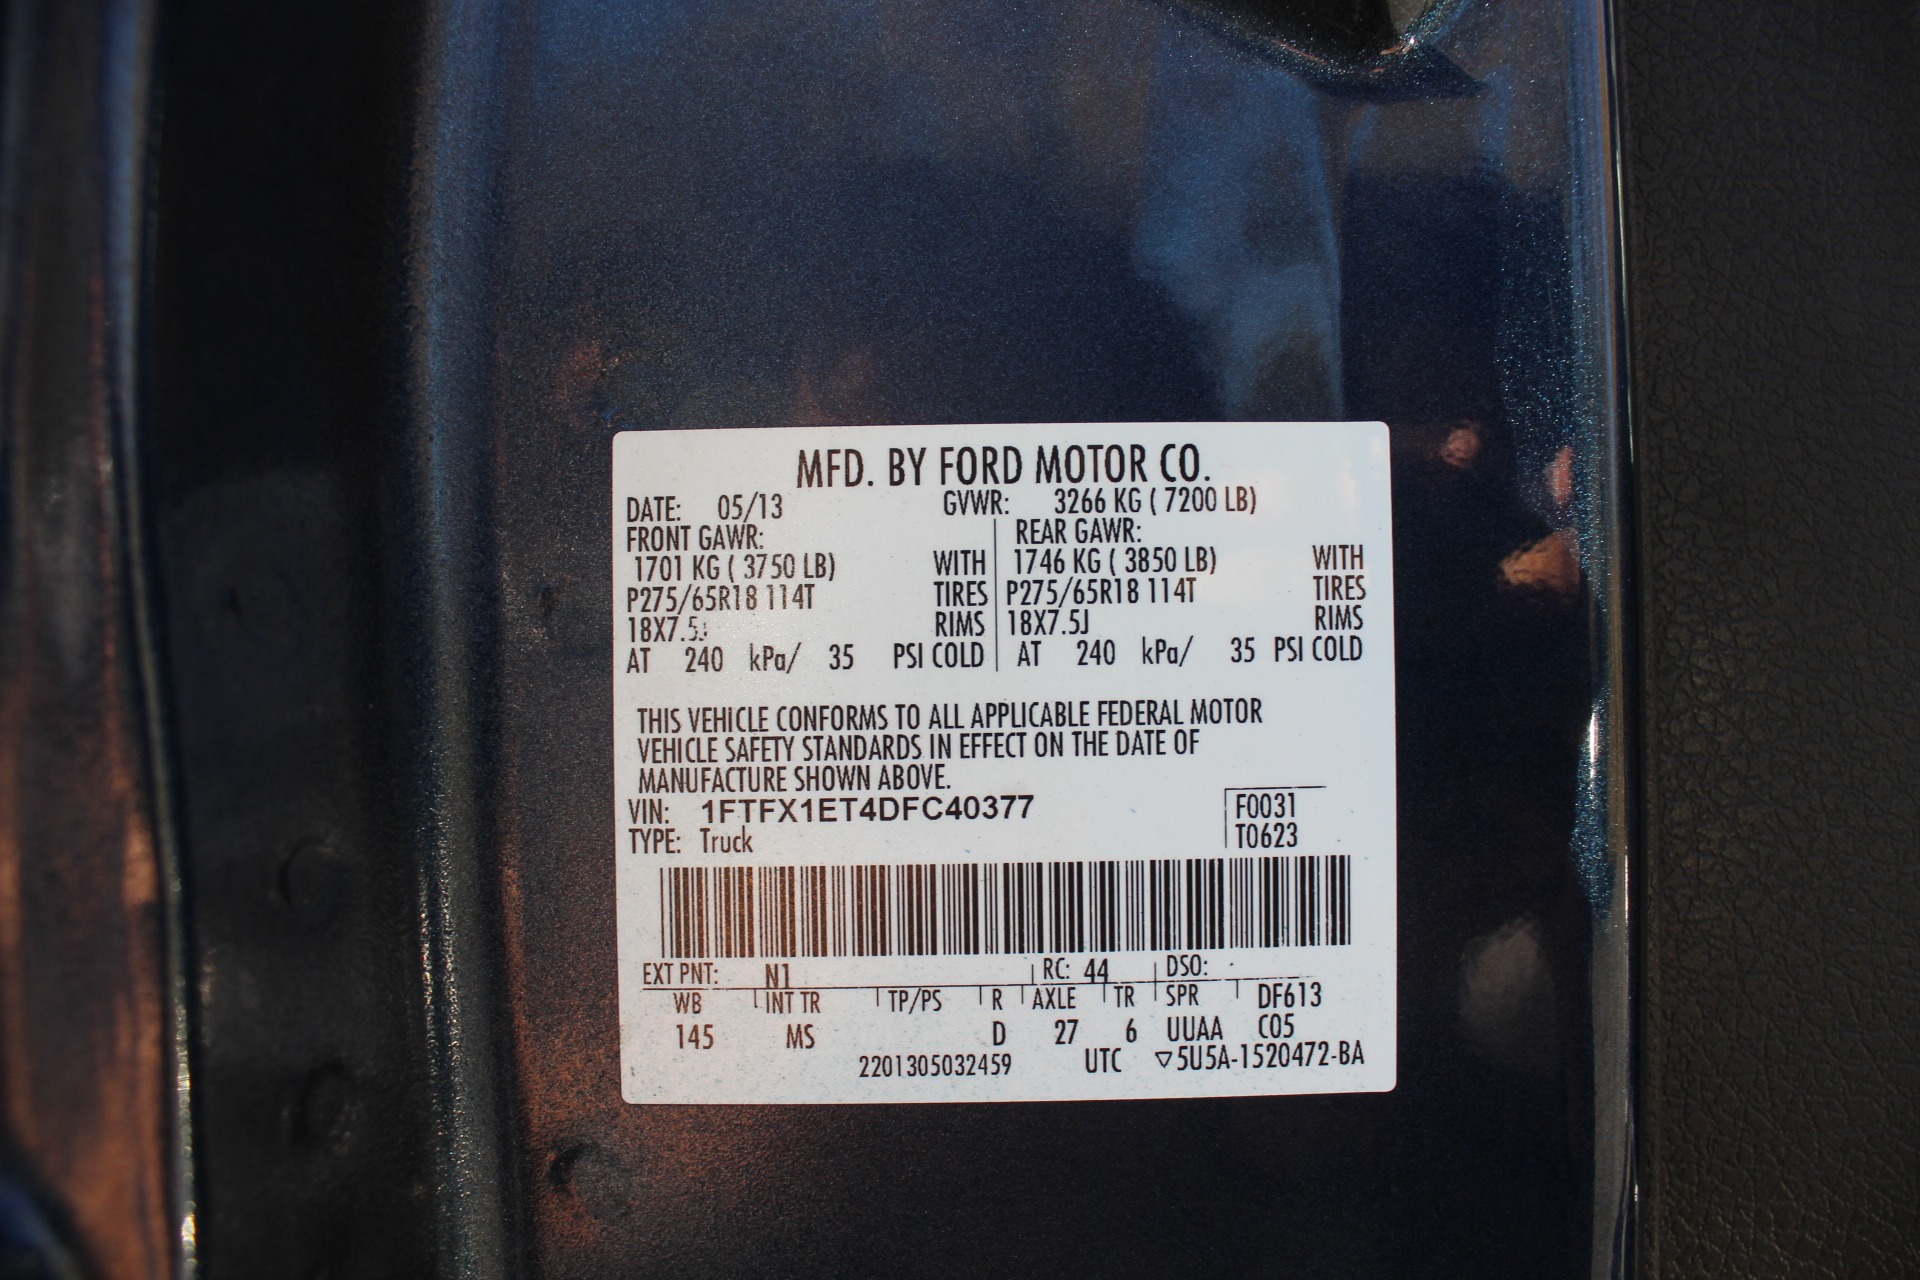 MFD. BY FORD MOTOR CO.
DATE: 05/13 GVWR: 3266 KG ( 7200 LB)
FRONT GAWR: REAR GAWR:
1701 KG ( 3750 LB) WITH 1746 KG ( 3850 LB) WITH
P275/65R18 114T TIRES P275/65R18 114T TIRES
18X7.5J RIMS 18X7.5J RIMS
AT 240 kPa/ 35 PSI COLD AT 240 kPa/ 35 PSI COLD
THIS VEHICLE CONFORMS TO ALL APPLICABLE FEDERAL MOTOR
VEHICLE SAFETY STANDARDS IN EFFECT ON THE DATE OF
MANUFACTURE SHOWN ABOVE.
VIN: 1FTFX1ET4DFC40377 F0031
TYPE: Truck T0623
EXT PNT: N1 RC: 44 DSO:
WB INT TR TP/PS R AXLE TR SPR DF613
145 MS D 27 6 UUAA C05
2201305032459 UTC ▽5U5A-1520472-BA